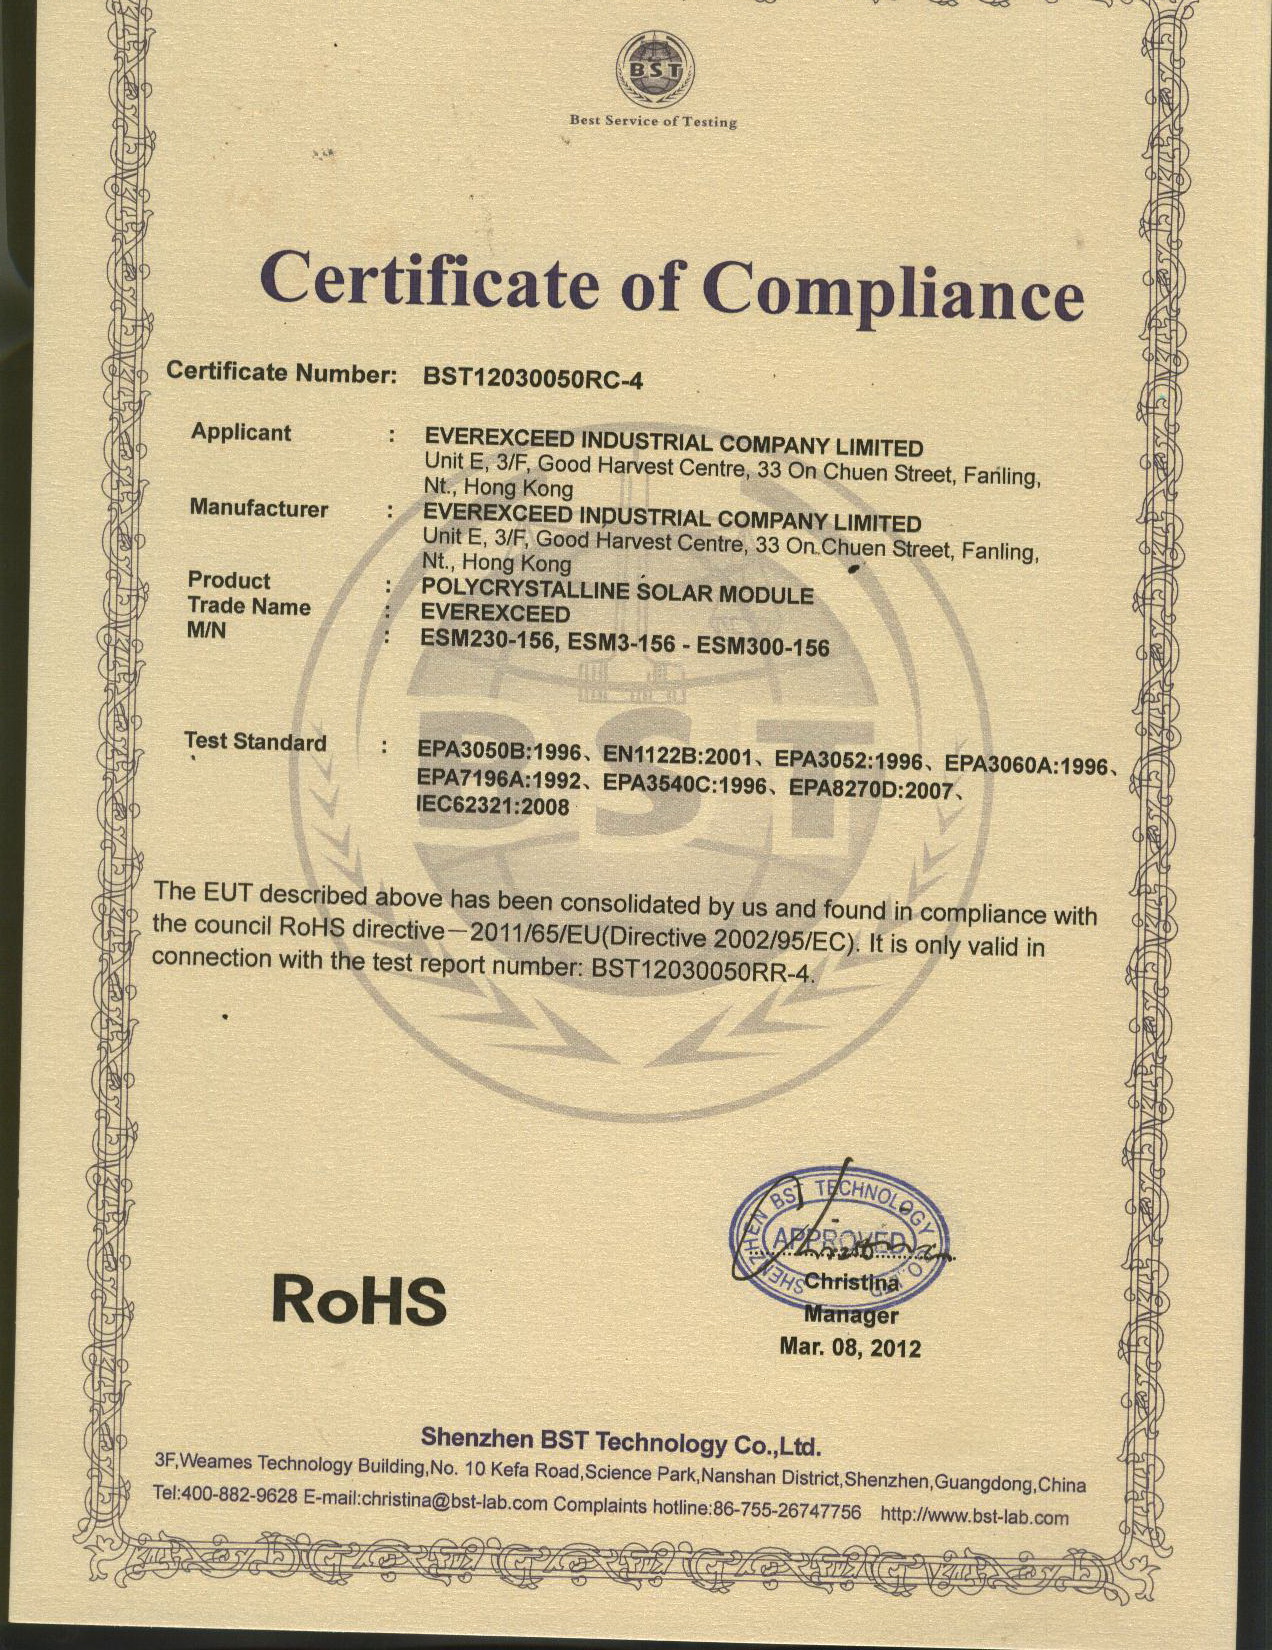 BST
Best Service of Testing
Certificate of Compliance
Certificate Number: BST12030050RC-4
Applicant : EVEREXCEED INDUSTRIAL COMPANY LIMITED
Unit E, 3/F, Good Harvest Centre, 33 On Chuen Street, Fanling,
Nt., Hong Kong
Manufacturer : EVEREXCEED INDUSTRIAL COMPANY LIMITED
Unit E, 3/F, Good Harvest Centre, 33 On Chuen Street, Fanling,
Nt., Hong Kong
Product : POLYCRYSTALLINE SOLAR MODULE
Trade Name : EVEREXCEED
M/N : ESM230-156, ESM3-156 - ESM300-156
BST
Test Standard : EPA3050B:1996、EN1122B:2001、EPA3052:1996、EPA3060A:1996、
EPA7196A:1992、EPA3540C:1996、EPA8270D:2007、
IEC62321:2008
The EUT described above has been consolidated by us and found in compliance with
the council RoHS directive—2011/65/EU(Directive 2002/95/EC). It is only valid in
connection with the test report number: BST12030050RR-4.
SHENZHEN BST TECHNOLOGY CO.,LTD
APPROVED
Christina
Manager
Mar. 08, 2012
RoHS
Shenzhen BST Technology Co.,Ltd.
3F,Weames Technology Building,No. 10 Kefa Road,Science Park,Nanshan District,Shenzhen,Guangdong,China
Tel:400-882-9628 E-mail:christina@bst-lab.com Complaints hotline:86-755-26747756 http://www.bst-lab.com